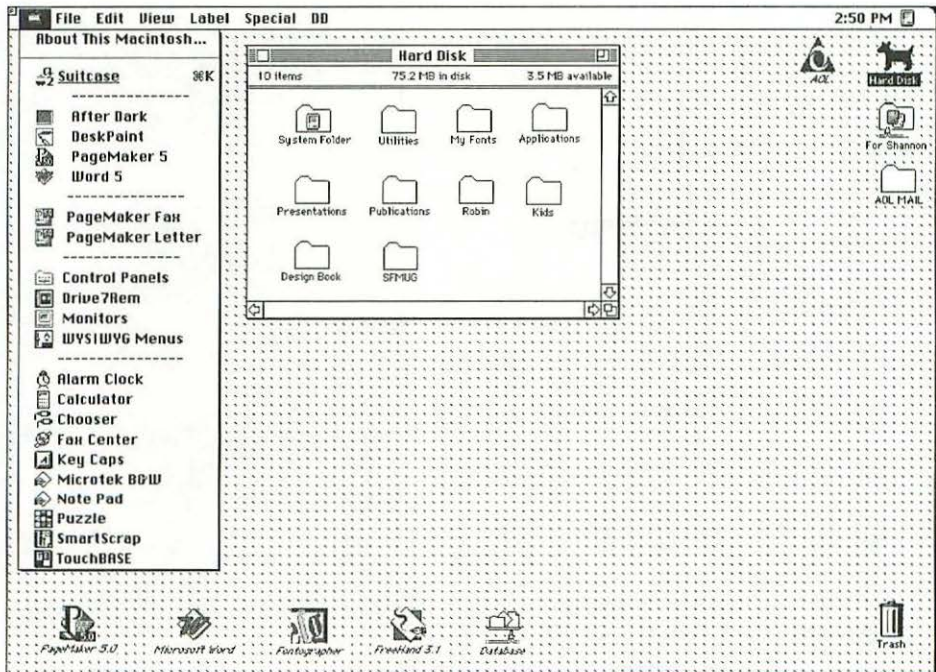 File Edit View Label Special DD 2:50 PM
About This Macintosh...
Suitcase ⌘K
After Dark
DeskPaint
PageMaker 5
Word 5
PageMaker Fax
PageMaker Letter
Control Panels
Drive7Rem
Monitors
WYSIWYG Menus
Alarm Clock
Calculator
Chooser
Fax Center
Key Caps
Microtek B&W
Note Pad
Puzzle
SmartScrap
TouchBASE
Hard Disk
10 items 75.2 MB in disk 3.5 MB available
System Folder Utilities My Fonts Applications
Presentations Publications Robin Kids
Design Book SFMUG
AOL
Hard Disk
For Shannon
AOL MAIL
PageMaker 5.0 Microsoft Word Fontographer FreeHand 3.1 Database
Trash